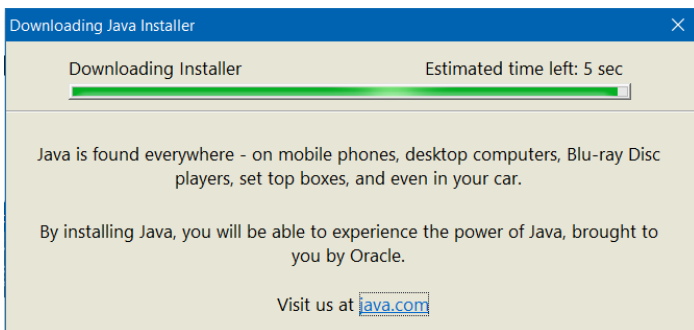 Downloading Java Installer
Downloading Installer Estimated time left: 5 sec
Java is found everywhere - on mobile phones, desktop computers, Blu-ray Disc
players, set top boxes, and even in your car.
By installing Java, you will be able to experience the power of Java, brought to
you by Oracle.
Visit us at java.com